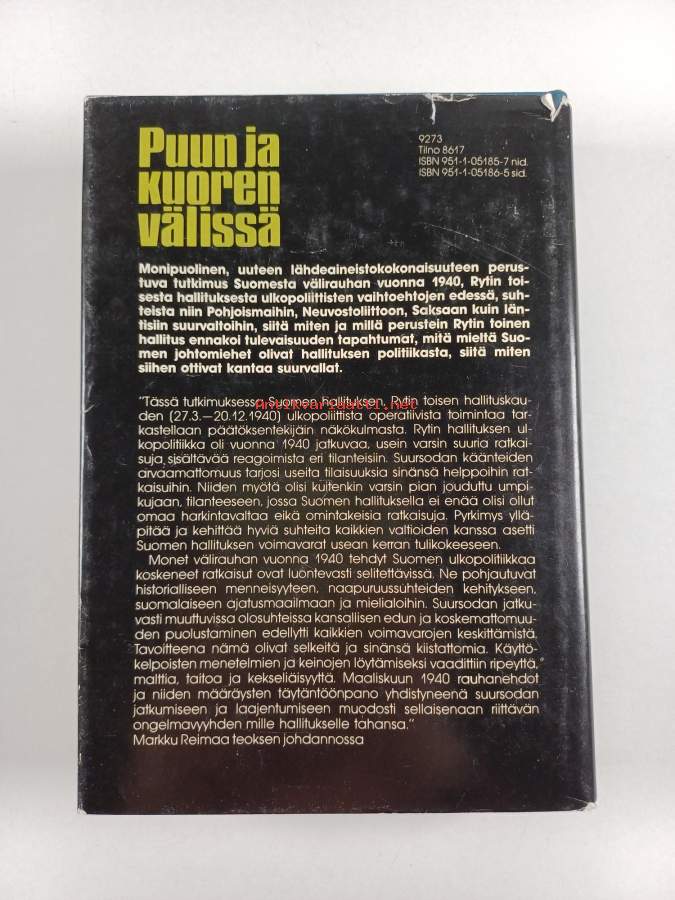 Puun ja
kuoren
välissä
9273
Tilno 8617
ISBN 951-1-05185-7 nid.
ISBN 951-1-05186-5 sid.
Monipuolinen, uuteen lähdeaineistokokonaisuuteen perus-
tuva tutkimus Suomesta välirauhan vuonna 1940, Rytin toi-
sesta hallituksesta ulkopoliittisten vaihtoehtojen edessä, suh-
teista niin Pohjoismaihin, Neuvostoliittoon, Saksaan kuin län-
tisiin suurvaltoihin, siitä miten ja millä perustein Rytin toinen
hallitus ennakoi tulevaisuuden tapahtumat, mitä mieltä Suo-
men johtomiehet olivat hallituksen politiikasta, siitä miten
siihen ottivat kantaa suurvallat.
"Tässä tutkimuksessa Suomen hallituksen, Rytin toisen hallituskau-
Antikvariaatti.net
den (27.3.—20.12.1940) ulkopoliittista operatiivista toimintaa tar-
kastellaan päätöksentekijäin näkökulmasta. Rytin hallituksen ul-
kopolitiikka oli vuonna 1940 jatkuvaa, usein varsin suuria ratkai-
suja sisältävää reagoimista eri tilanteisiin. Suursodan käänteiden
arvaamattomuus tarjosi useita tilaisuuksia sinänsä helppoihin rat-
kaisuihin. Niiden myötä olisi kuitenkin varsin pian jouduttu umpi-
kujaan, tilanteeseen, jossa Suomen hallituksella ei enää olisi ollut
omaa harkintavaltaa eikä omintakeisia ratkaisuja. Pyrkimys yllä-
pitää ja kehittää hyviä suhteita kaikkien valtioiden kanssa asetti
Suomen hallituksen voimavarat usean kerran tulikokeeseen.
Monet välirauhan vuonna 1940 tehdyt Suomen ulkopolitiikkaa
koskeneet ratkaisut ovat luontevasti selitettävissä. Ne pohjautuvat
historialliseen menneisyyteen, naapuruussuhteiden kehitykseen,
suomalaiseen ajatusmaailmaan ja mielialoihin. Suursodan jatku-
vasti muuttuvissa olosuhteissa kansallisen edun ja koskemattomuu-
den puolustaminen edellytti kaikkien voimavarojen keskittämistä.
Tavoitteena nämä olivat selkeitä ja sinänsä kiistattomia. Käyttö-
kelpoisten menetelmien ja keinojen löytämiseksi vaadittiin ripeyttä,
malttia, taitoa ja kekseliäisyyttä. Maaliskuun 1940 rauhanehdot
ja niiden määräysten täytäntöönpano yhdistyneenä suursodan
jatkumiseen ja laajentumiseen muodosti sellaisenaan riittävän
ongelmavyyhden mille hallitukselle tahansa."
Markku Reimaa teoksen johdannossa